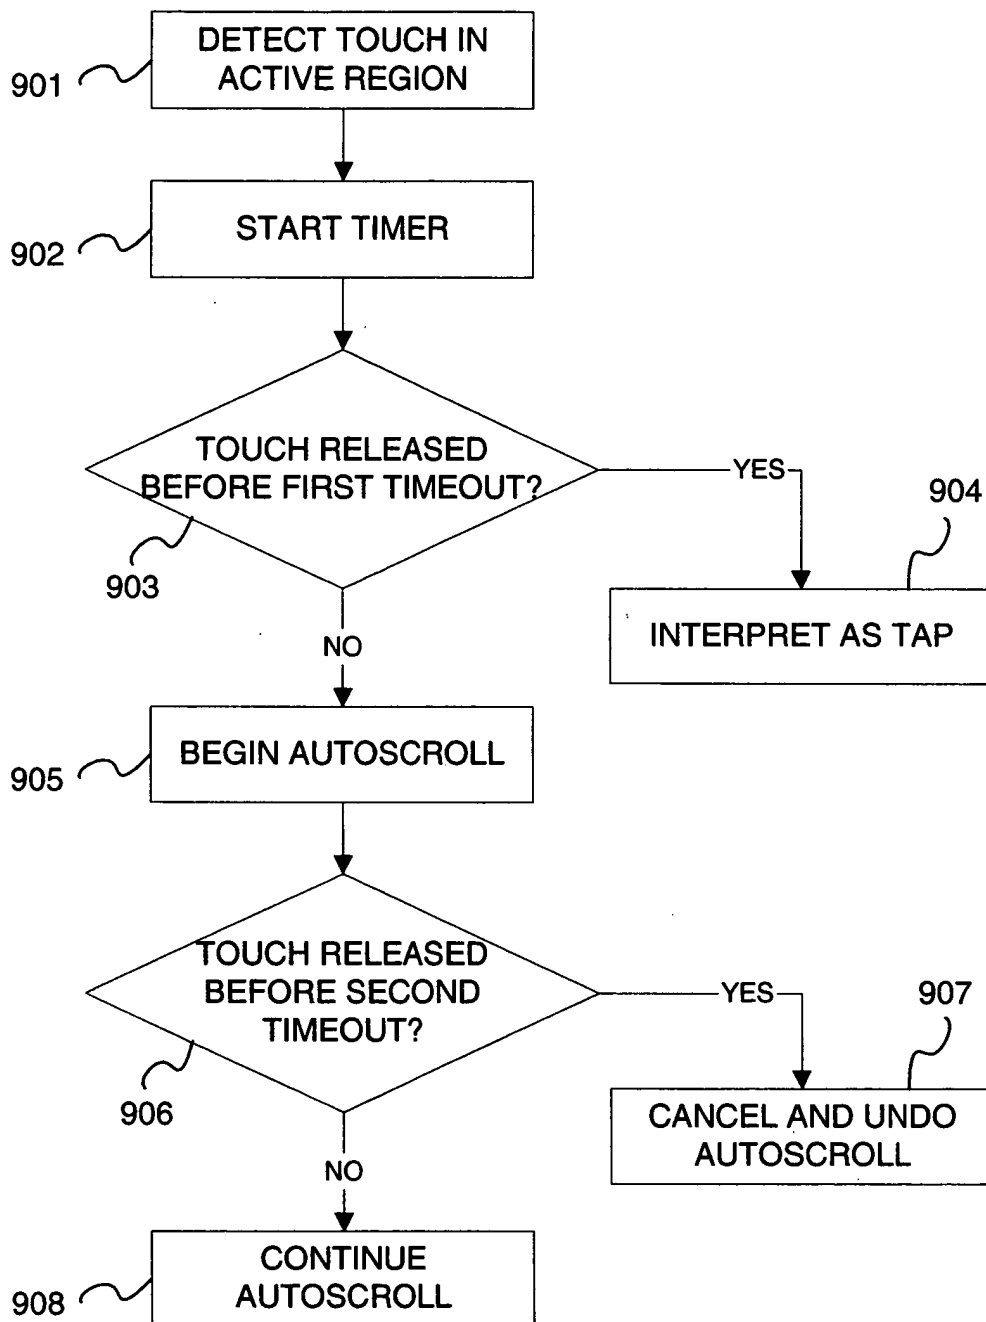 DETECT TOUCH IN
ACTIVE REGION
901
START TIMER
902
TOUCH RELEASED
BEFORE FIRST TIMEOUT?
YES
903
904
INTERPRET AS TAP
NO
BEGIN AUTOSCROLL
905
TOUCH RELEASED
BEFORE SECOND
TIMEOUT?
YES
906
907
CANCEL AND UNDO
AUTOSCROLL
NO
CONTINUE
AUTOSCROLL
908